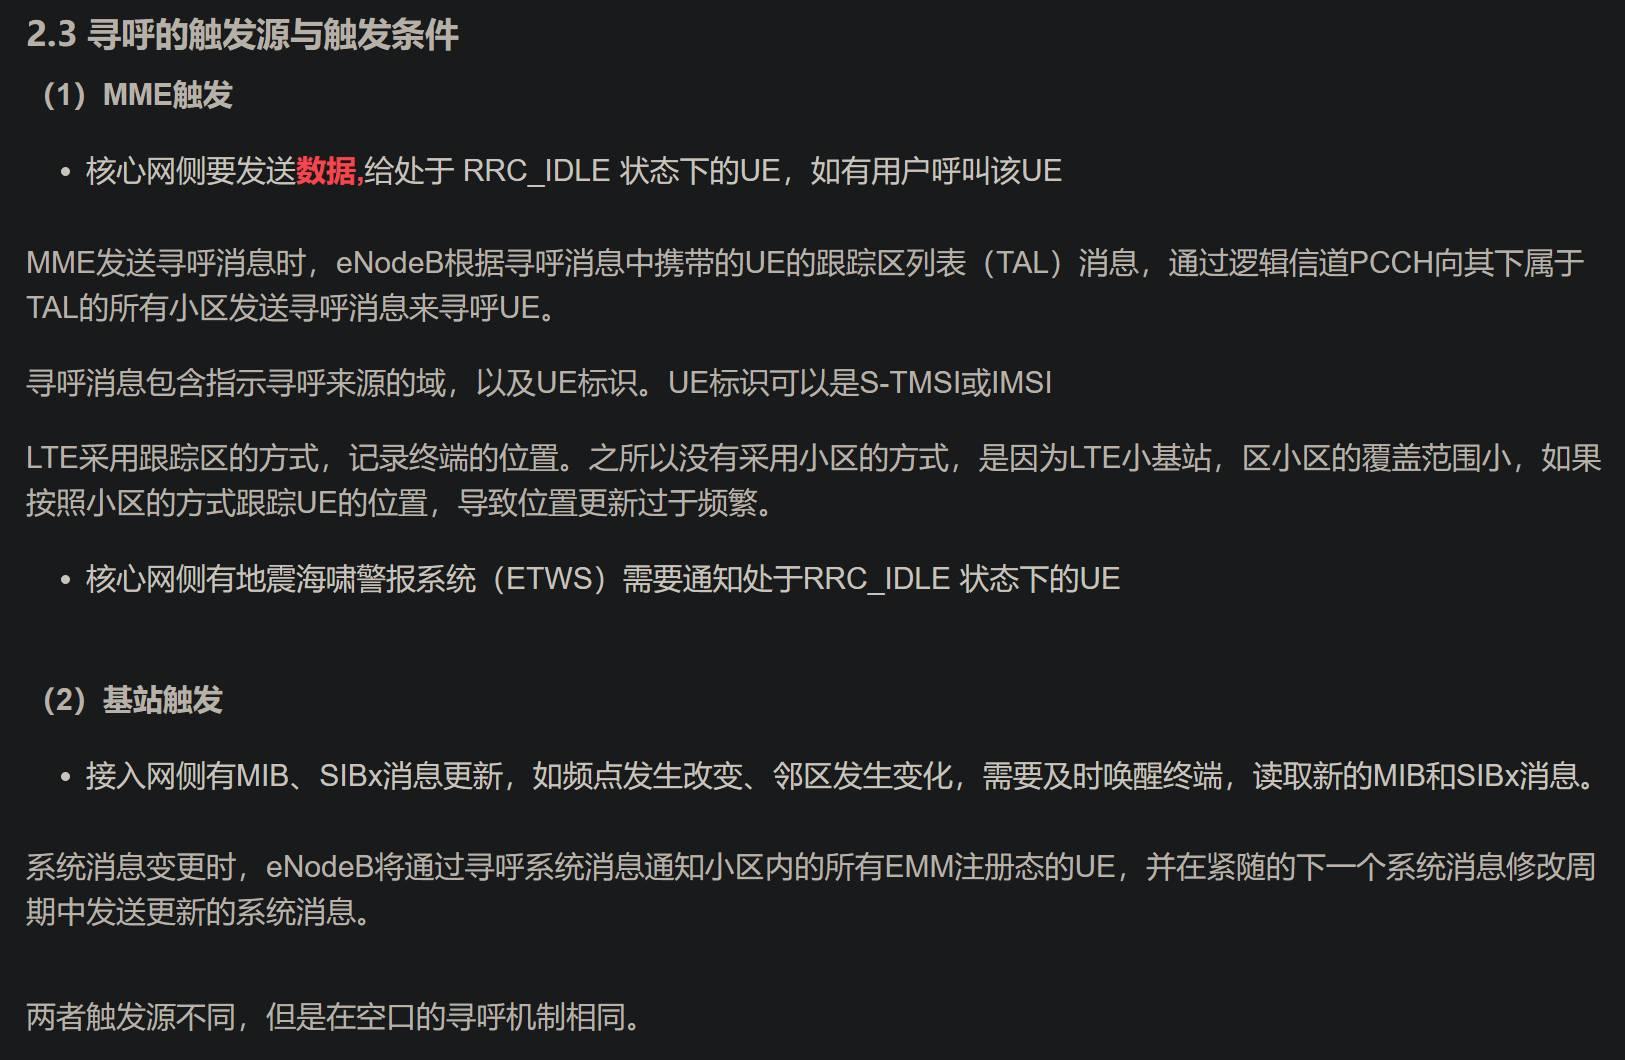 2.3 寻呼的触发源与触发条件
（1）MME触发
• 核心网侧要发送数据,给处于 RRC_IDLE 状态下的UE，如有用户呼叫该UE
MME发送寻呼消息时，eNodeB根据寻呼消息中携带的UE的跟踪区列表（TAL）消息，通过逻辑信道PCCH向其下属于
TAL的所有小区发送寻呼消息来寻呼UE。
寻呼消息包含指示寻呼来源的域，以及UE标识。UE标识可以是S-TMSI或IMSI
LTE采用跟踪区的方式，记录终端的位置。之所以没有采用小区的方式，是因为LTE小基站，区小区的覆盖范围小，如果
按照小区的方式跟踪UE的位置，导致位置更新过于频繁。
• 核心网侧有地震海啸警报系统（ETWS）需要通知处于RRC_IDLE 状态下的UE
（2）基站触发
• 接入网侧有MIB、SIBx消息更新，如频点发生改变、邻区发生变化，需要及时唤醒终端，读取新的MIB和SIBx消息。
系统消息变更时，eNodeB将通过寻呼系统消息通知小区内的所有EMM注册态的UE，并在紧随的下一个系统消息修改周
期中发送更新的系统消息。
两者触发源不同，但是在空口的寻呼机制相同。